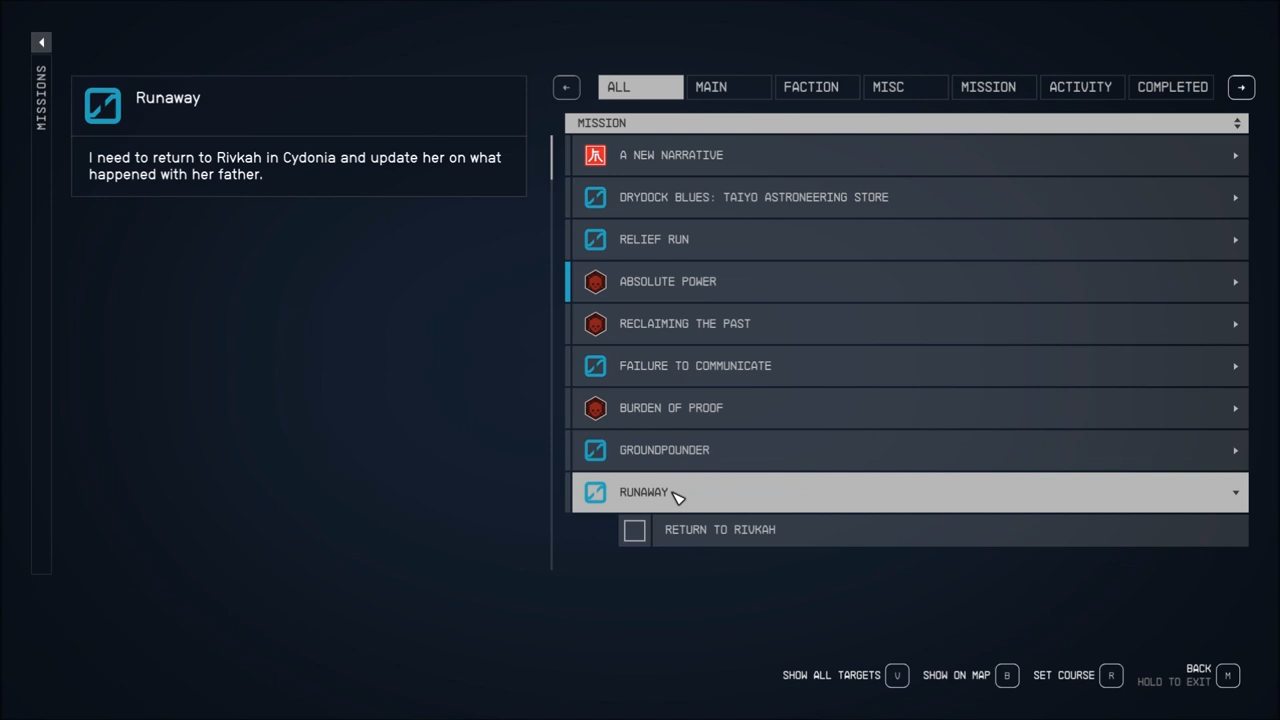 MISSIONS
Runaway
I need to return to Rivkah in Cydonia and update her on what
happened with her father.
ALL
MAIN
FACTION
MISC
MISSION
ACTIVITY
COMPLETED
MISSION
A NEW NARRATIVE
DRYDOCK BLUES: TAIYO ASTRONEERING STORE
RELIEF RUN
ABSOLUTE POWER
RECLAIMING THE PAST
FAILURE TO COMMUNICATE
BURDEN OF PROOF
GROUNDPOUNDER
RUNAWAY
RETURN TO RIVKAH
SHOW ALL TARGETS V
SHOW ON MAP B
SET COURSE R
BACK
HOLD TO EXIT M